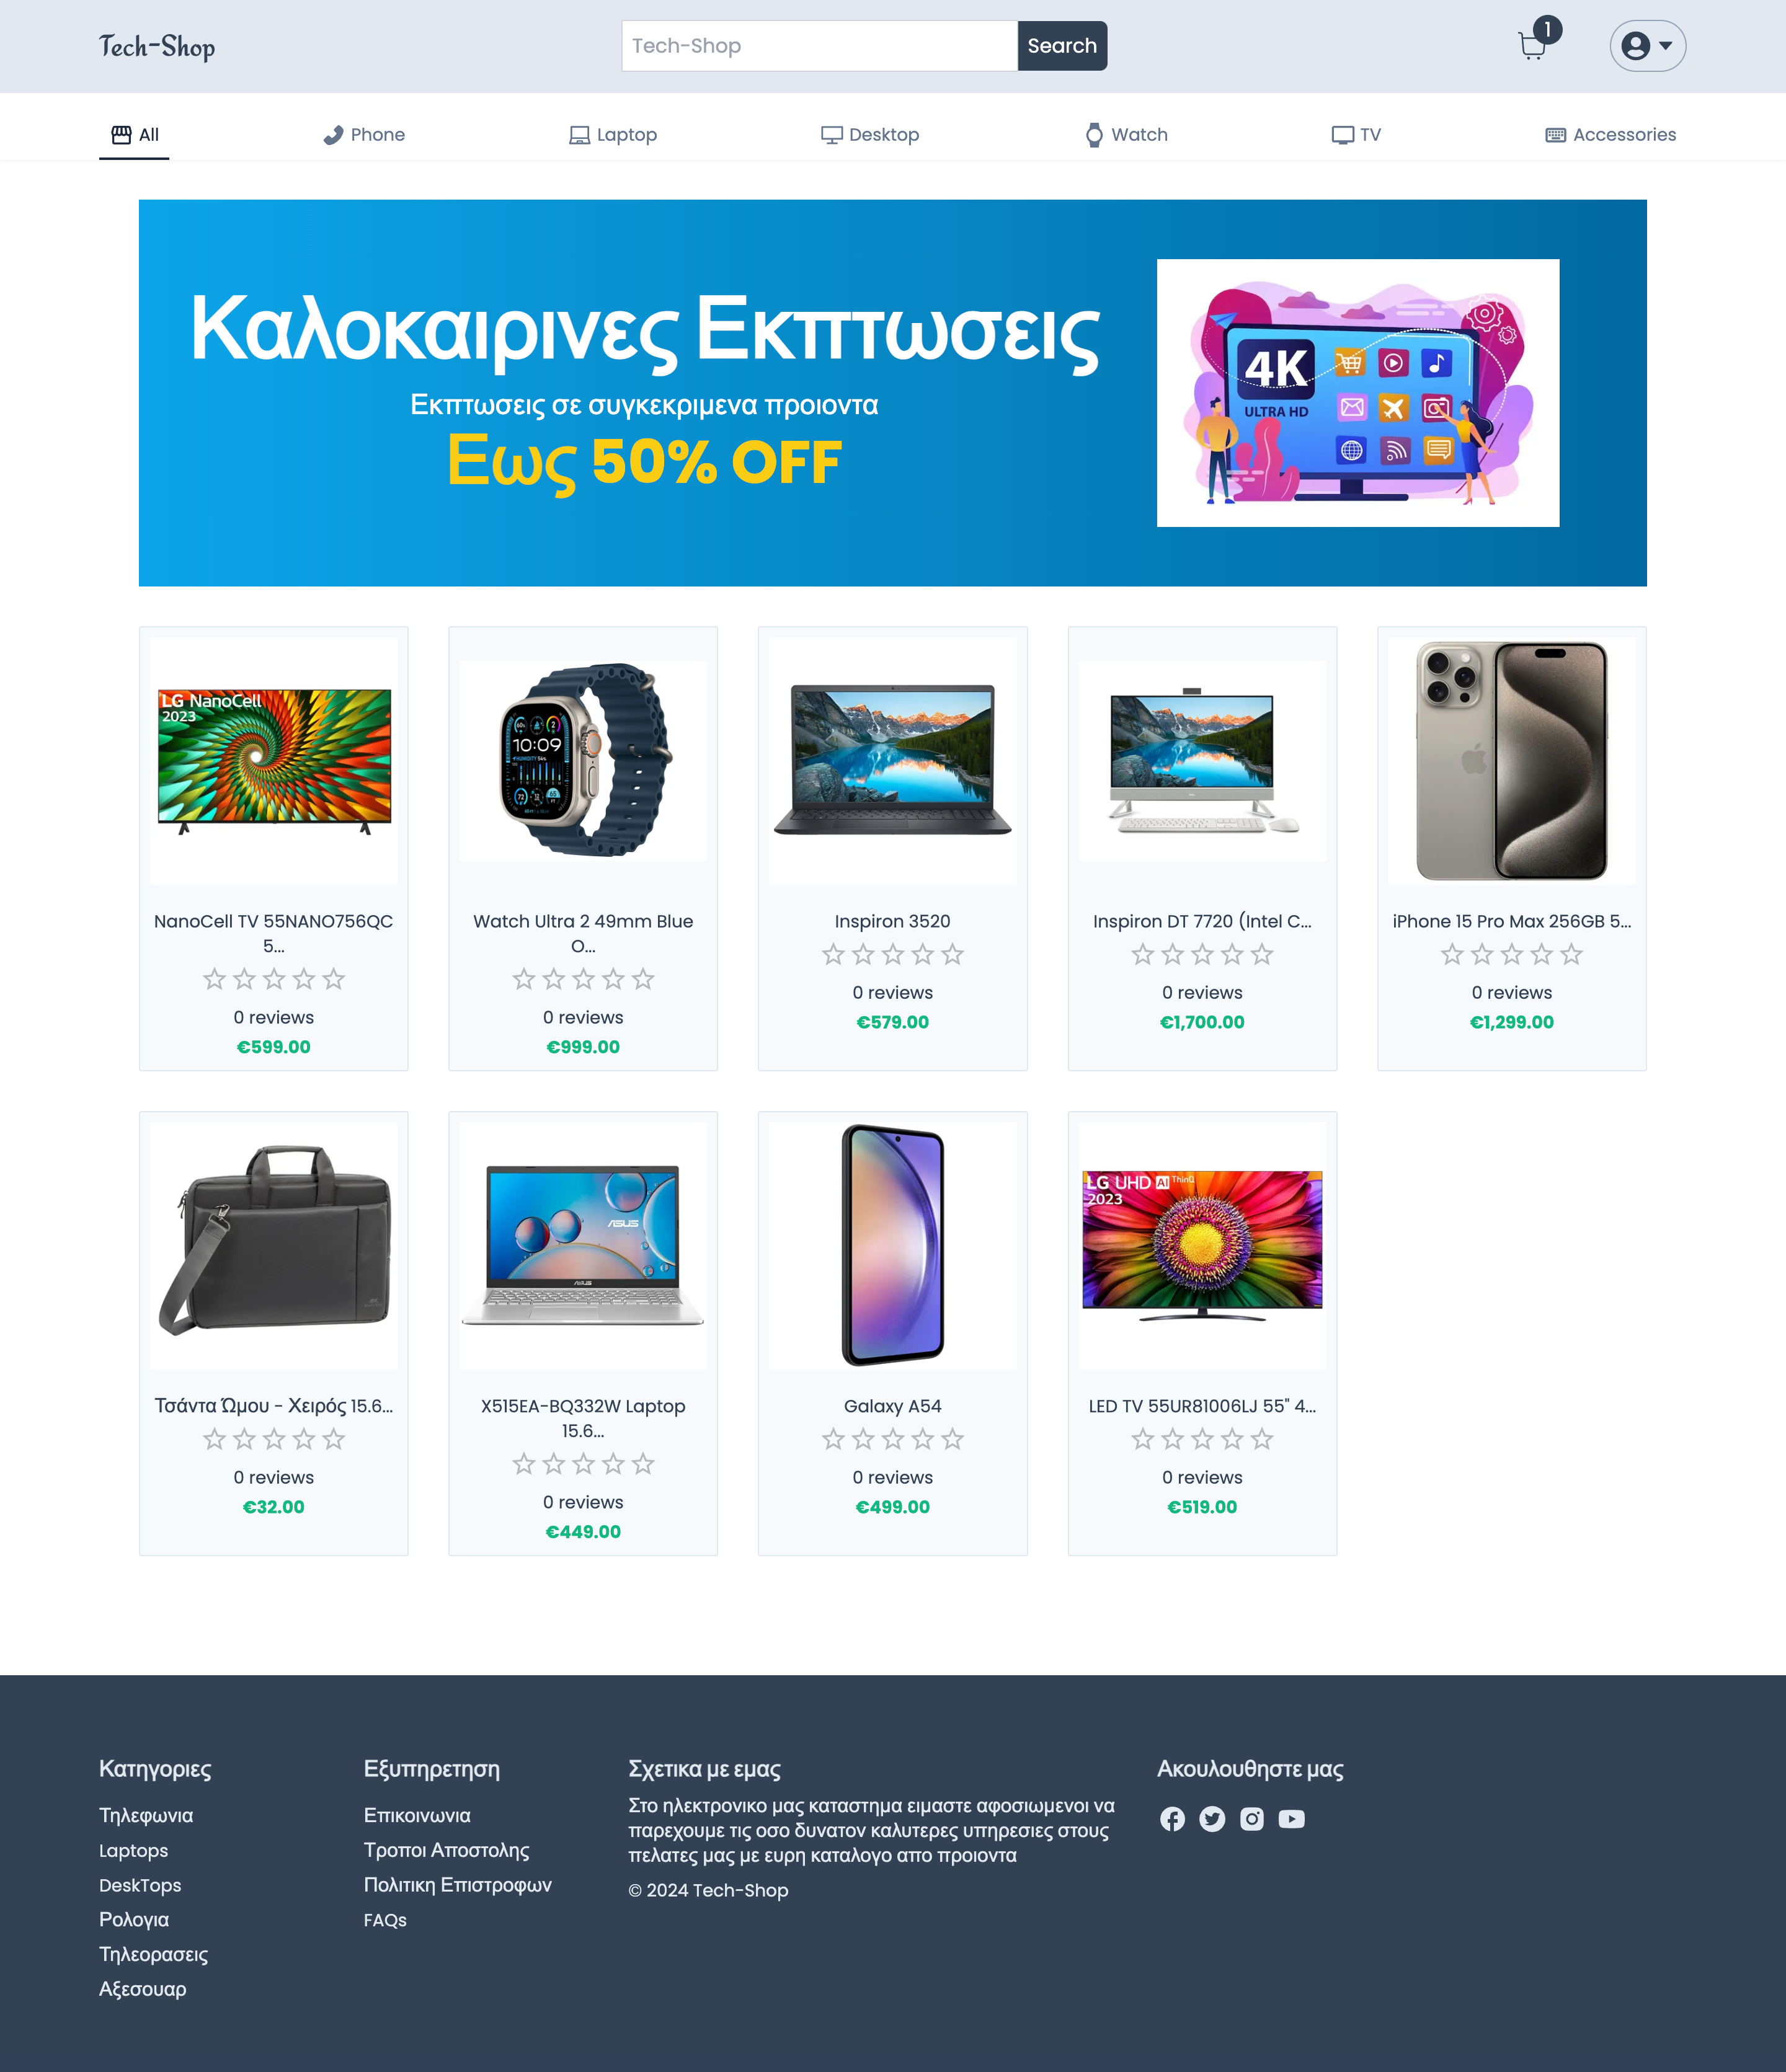 Tech-Shop
Tech-Shop
Search
1
All
Phone
Laptop
Desktop
Watch
TV
Accessories
Καλοκαιρινες Εκπτωσεις
Εκπτωσεις σε συγκεκριμενα προιοντα
Εως 50% OFF
4K
ULTRA HD
LG NanoCell
2023
10:09
NanoCell TV 55NANO756QC
5...
0 reviews
€599.00
Watch Ultra 2 49mm Blue
O...
0 reviews
€999.00
Inspiron 3520
0 reviews
€579.00
Inspiron DT 7720 (Intel C...
0 reviews
€1,700.00
iPhone 15 Pro Max 256GB 5...
0 reviews
€1,299.00
ASUS
ASUS
LG UHD AI ThinQ
2023
Τσάντα Ώμου - Χειρός 15.6...
0 reviews
€32.00
X515EA-BQ332W Laptop
15.6...
0 reviews
€449.00
Galaxy A54
0 reviews
€499.00
LED TV 55UR81006LJ 55" 4...
0 reviews
€519.00
Κατηγοριες
Τηλεφωνια
Laptops
DeskTops
Ρολογια
Τηλεορασεις
Αξεσουαρ
Εξυπηρετηση
Επικοινωνια
Τροποι Αποστολης
Πολιτικη Επιστροφων
FAQs
Σχετικα με εμας
Στο ηλεκτρονικο μας καταστημα ειμαστε αφοσιωμενοι να
παρεχουμε τις οσο δυνατον καλυτερες υπηρεσιες στους
πελατες μας με ευρη καταλογο απο προιοντα
© 2024 Tech-Shop
Ακουλουθηστε μας